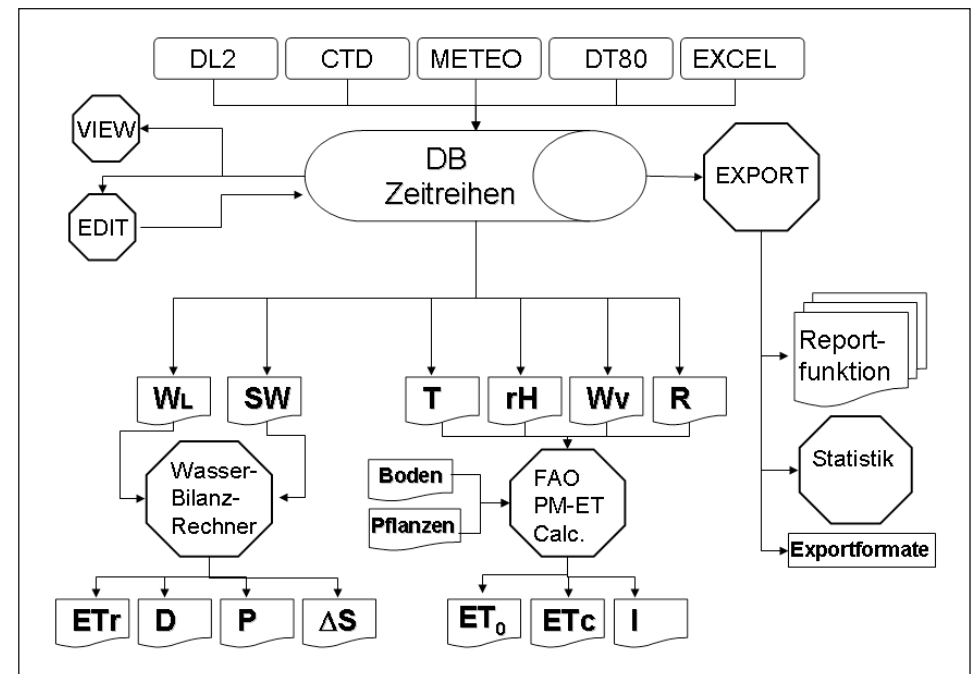 DL2 CTD METEO DT80 EXCEL
VIEW
DB
Zeitreihen
EXPORT
EDIT
Report-
funktion
WL SW T rH Wv R
Wasser-
Bilanz-
Rechner
Boden
Pflanzen
FAO
PM-ET
Calc.
Statistik
Exportformate
ETr D P ΔS ET₀ ETc I